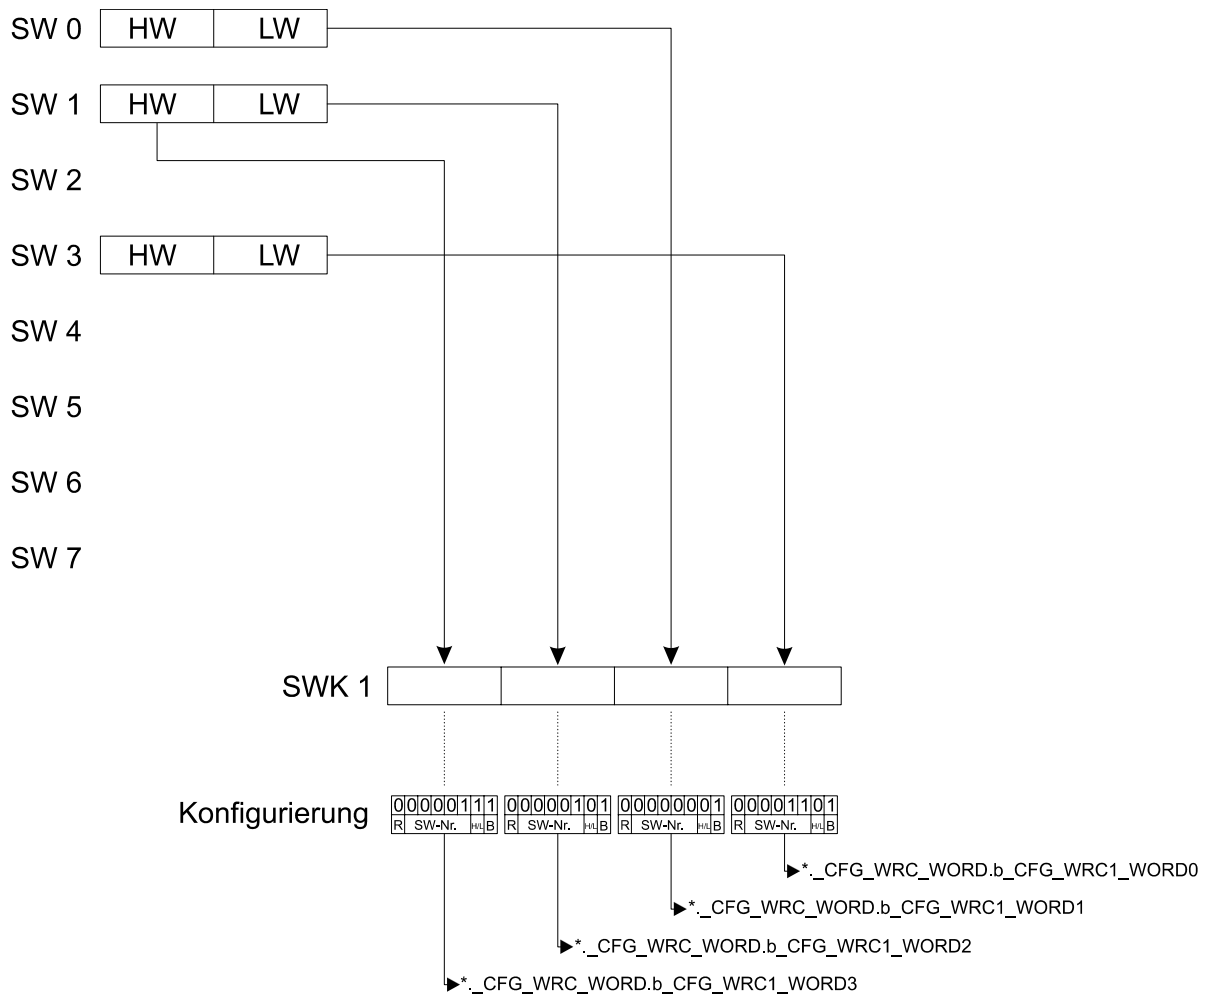 SW 0 HW LW
SW 1 HW LW
SW 2
SW 3 HW LW
SW 4
SW 5
SW 6
SW 7
SWK 1
Konfigurierung 00000111 00000101 00000001 00001101
R SW-Nr. H/L B R SW-Nr. H/L B R SW-Nr. H/L B R SW-Nr. H/L B
*._CFG_WRC_WORD.b_CFG_WRC1_WORD0
*._CFG_WRC_WORD.b_CFG_WRC1_WORD1
*._CFG_WRC_WORD.b_CFG_WRC1_WORD2
*._CFG_WRC_WORD.b_CFG_WRC1_WORD3